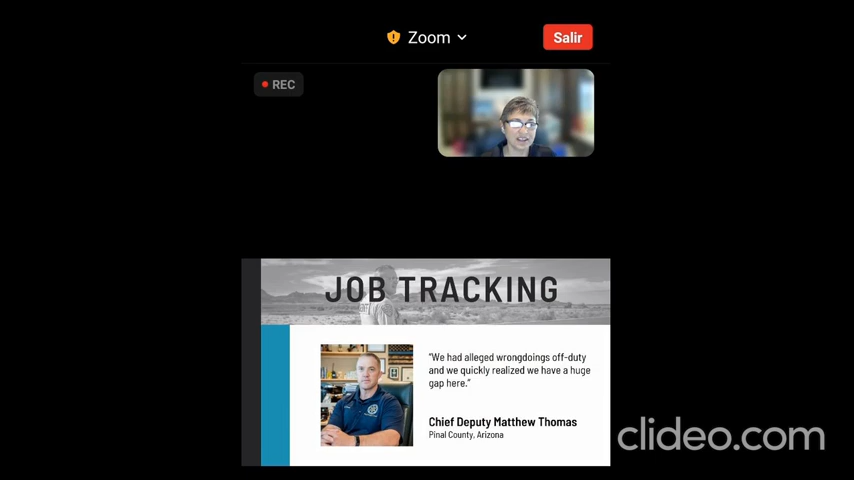 Zoom
Salir
REC
JOB TRACKING
“We had alleged wrongdoings off-duty
and we quickly realized we have a huge
gap here.”
Chief Deputy Matthew Thomas
Pinal County, Arizona
clideo.com